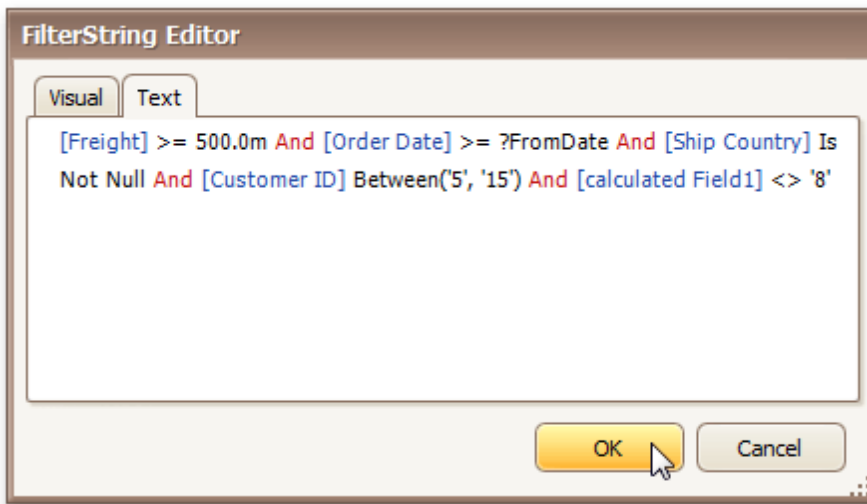 FilterString Editor
Visual Text
[Freight] >= 500.0m And [Order Date] >= ?FromDate And [Ship Country] Is
Not Null And [Customer ID] Between('5', '15') And [calculated Field1] <> '8'
OK Cancel